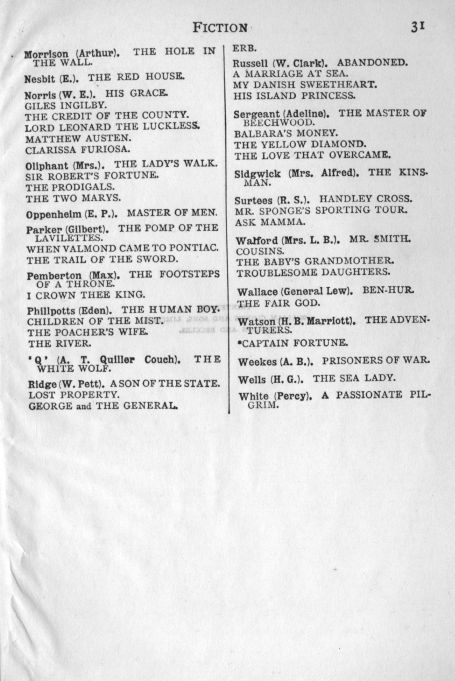 FICTION 31
Morrison (Arthur). THE HOLE IN
THE WALL.
Nesbit (E.). THE RED HOUSE.
Norris (W. E.). HIS GRACE.
GILES INGILBY.
THE CREDIT OF THE COUNTY.
LORD LEONARD THE LUCKLESS.
MATTHEW AUSTEN.
CLARISSA FURIOSA.
Oliphant (Mrs.). THE LADY'S WALK.
SIR ROBERT'S FORTUNE.
THE PRODIGALS.
THE TWO MARYS.
Oppenheim (E. P.). MASTER OF MEN.
Parker (Gilbert). THE POMP OF THE
LAVILETTES.
WHEN VALMOND CAME TO PONTIAC.
THE TRAIL OF THE SWORD.
Pemberton (Max). THE FOOTSTEPS
OF A THRONE.
I CROWN THEE KING.
Phillpotts (Eden). THE HUMAN BOY.
CHILDREN OF THE MIST.
THE POACHER'S WIFE.
THE RIVER.
'Q' (A. T. Quiller Couch). THE
WHITE WOLF.
Ridge (W. Pett). A SON OF THE STATE.
LOST PROPERTY.
GEORGE and THE GENERAL.
ERB.
Russell (W. Clark). ABANDONED.
A MARRIAGE AT SEA.
MY DANISH SWEETHEART.
HIS ISLAND PRINCESS.
Sergeant (Adeline). THE MASTER OF
BEECHWOOD.
BALBARA'S MONEY.
THE YELLOW DIAMOND.
THE LOVE THAT OVERCAME.
Sidgwick (Mrs. Alfred). THE KINS-
MAN.
Surtees (R. S.). HANDLEY CROSS.
MR. SPONGE'S SPORTING TOUR.
ASK MAMMA.
Walford (Mrs. L. B.). MR. SMITH.
COUSINS.
THE BABY'S GRANDMOTHER.
TROUBLESOME DAUGHTERS.
Wallace (General Lew). BEN-HUR.
THE FAIR GOD.
Watson (H. B. Marriott). THE ADVEN-
TURERS.
*CAPTAIN FORTUNE.
Weekes (A. B.). PRISONERS OF WAR.
Wells (H. G.). THE SEA LADY.
White (Percy). A PASSIONATE PIL-
GRIM.